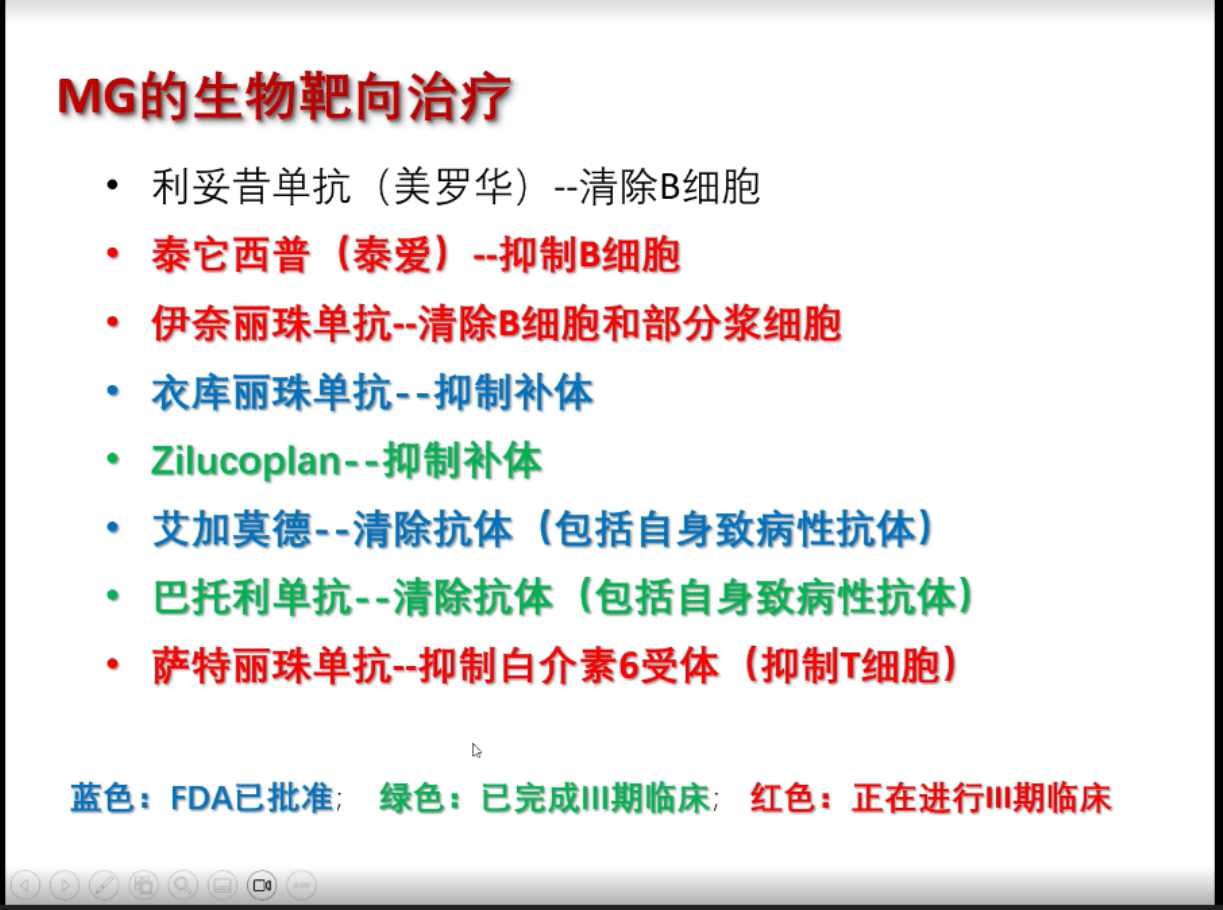 MG的生物靶向治疗
• 利妥昔单抗（美罗华）--清除B细胞
• 泰它西普（泰爱）--抑制B细胞
• 伊奈丽珠单抗--清除B细胞和部分浆细胞
• 衣库丽珠单抗--抑制补体
• Zilucoplan--抑制补体
• 艾加莫德--清除抗体（包括自身致病性抗体）
• 巴托利单抗--清除抗体（包括自身致病性抗体）
• 萨特丽珠单抗--抑制白介素6受体（抑制T细胞）
蓝色：FDA已批准; 绿色：已完成III期临床; 红色：正在进行III期临床